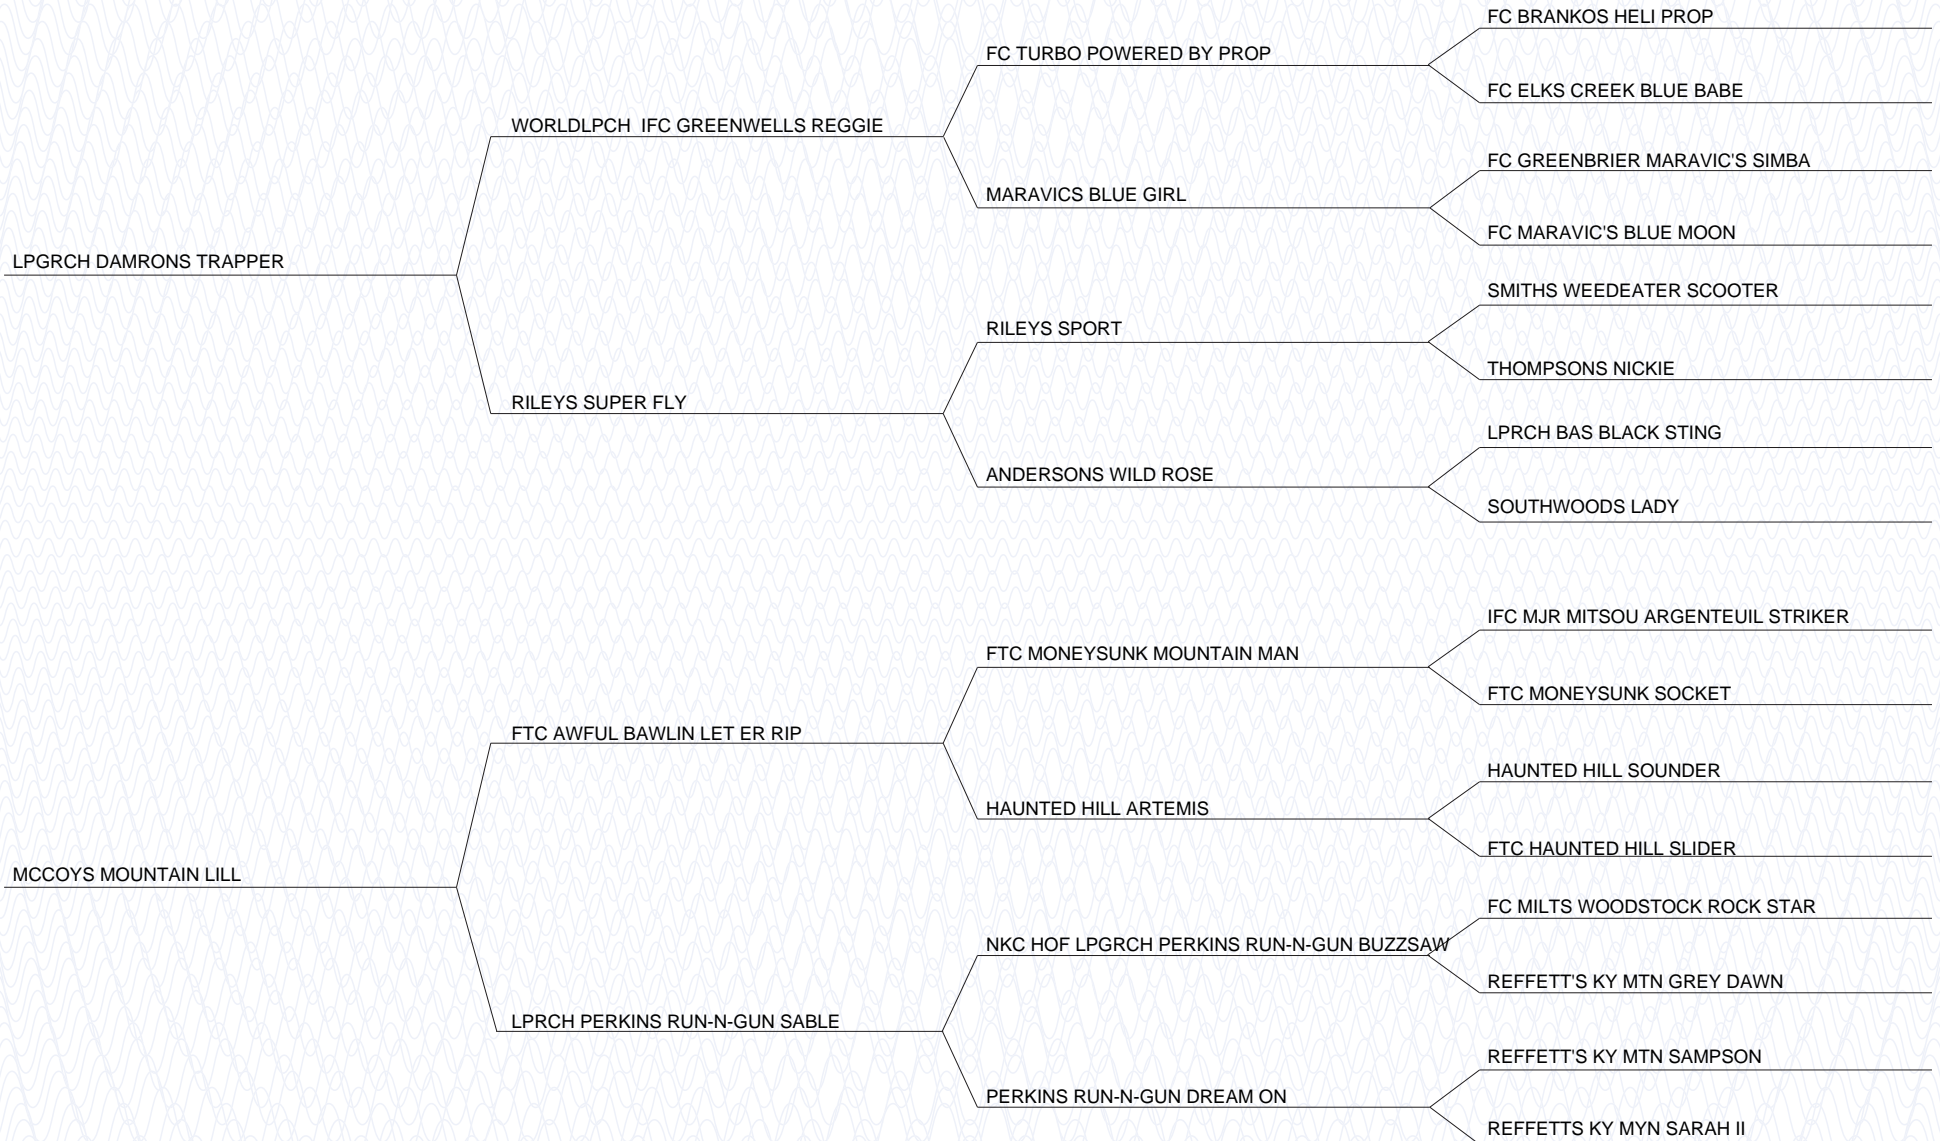 FC BRANKOS HELI PROP
FC TURBO POWERED BY PROP
FC ELKS CREEK BLUE BABE
WORLDLPCH  IFC GREENWELLS REGGIE
FC GREENBRIER MARAVIC'S SIMBA
MARAVICS BLUE GIRL
FC MARAVIC'S BLUE MOON
LPGRCH DAMRONS TRAPPER
SMITHS WEEDEATER SCOOTER
RILEYS SPORT
THOMPSONS NICKIE
RILEYS SUPER FLY
LPRCH BAS BLACK STING
ANDERSONS WILD ROSE
SOUTHWOODS LADY
IFC MJR MITSOU ARGENTEUIL STRIKER
FTC MONEYSUNK MOUNTAIN MAN
FTC MONEYSUNK SOCKET
FTC AWFUL BAWLIN LET ER RIP
HAUNTED HILL SOUNDER
HAUNTED HILL ARTEMIS
FTC HAUNTED HILL SLIDER
MCCOYS MOUNTAIN LILL
FC MILTS WOODSTOCK ROCK STAR
NKC HOF LPGRCH PERKINS RUN-N-GUN BUZZSAW
REFFETT'S KY MTN GREY DAWN
LPRCH PERKINS RUN-N-GUN SABLE
REFFETT'S KY MTN SAMPSON
PERKINS RUN-N-GUN DREAM ON
REFFETTS KY MYN SARAH II